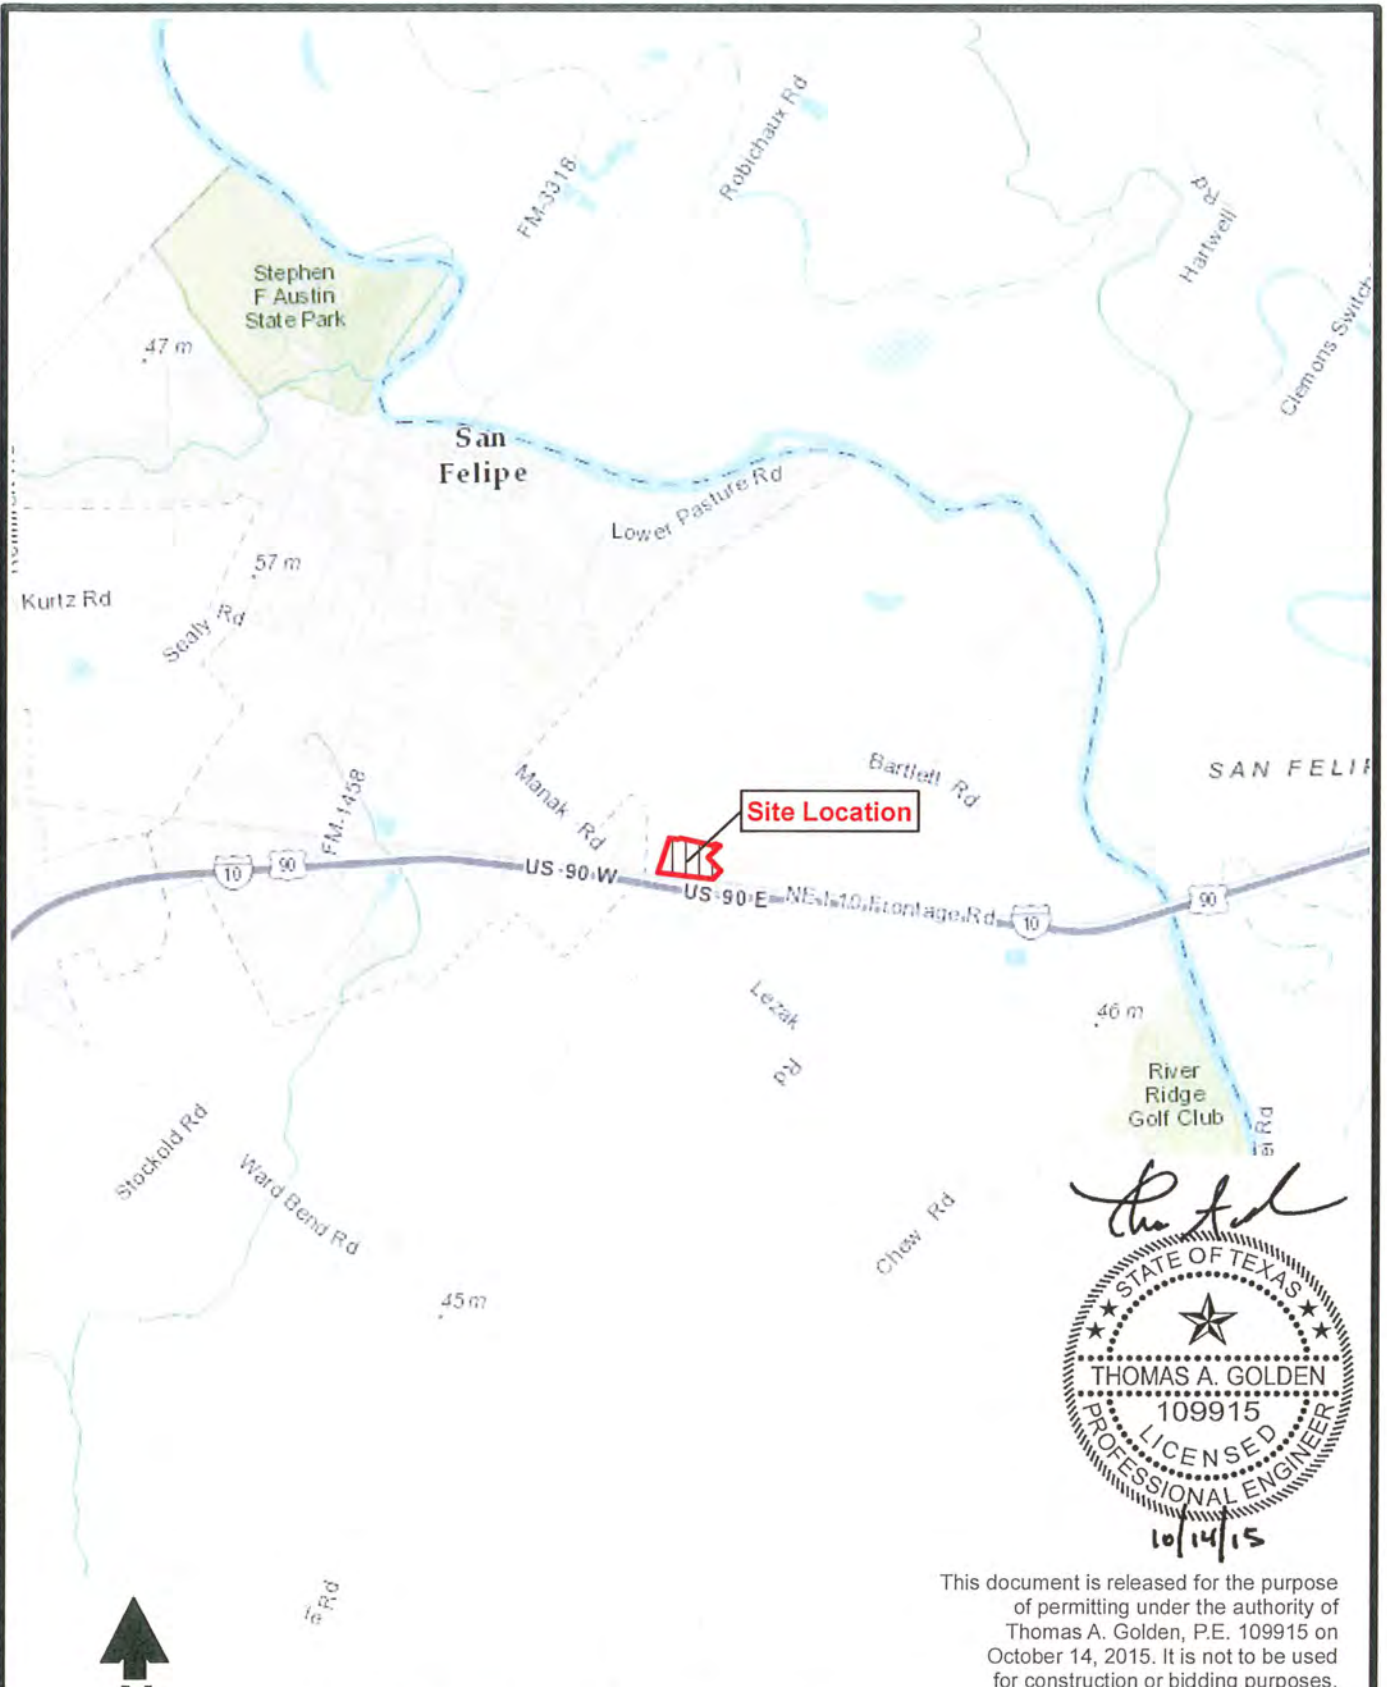 Robichaux Rd
FM-3318
Hartwell
Rd
Clemons Switch
Stephen
F Austin
State Park
47 m
San
Felipe
Lower Pasture Rd
57 m
Kurtz Rd
Sealy Rd
Manak Rd
Bartlett Rd
SAN FELIP
FM-1458
Site Location
10
90
US-90-W
US-90-E
NE I-10 Frontage Rd
10
90
Lezak
Rd
46 m
River
Ridge
Golf Club
el Rd
Stockold Rd
Ward Bend Rd
Chew Rd
45 m
STATE OF TEXAS
THOMAS A. GOLDEN
109915
LICENSED
PROFESSIONAL ENGINEER
10/14/15
This document is released for the purpose
of permitting under the authority of
Thomas A. Golden, P.E. 109915 on
October 14, 2015. It is not to be used
for construction or bidding purposes.
te Rd